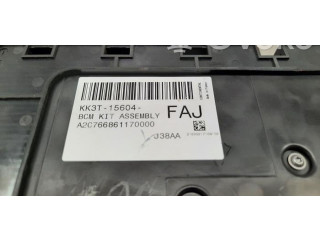 KK3T-15604-
FAJ
BCM KIT ASSEMBLY
A2C766861170000
J38AA